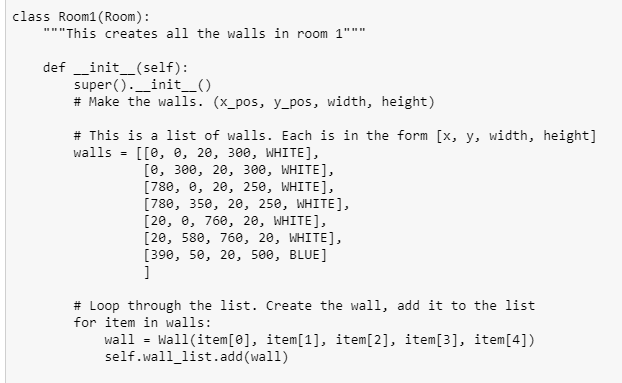 class Room1(Room):
    """This creates all the walls in room 1"""

    def __init__(self):
        super().__init__()
        # Make the walls. (x_pos, y_pos, width, height)

        # This is a list of walls. Each is in the form [x, y, width, height]
        walls = [[0, 0, 20, 300, WHITE],
                 [0, 300, 20, 300, WHITE],
                 [780, 0, 20, 250, WHITE],
                 [780, 350, 20, 250, WHITE],
                 [20, 0, 760, 20, WHITE],
                 [20, 580, 760, 20, WHITE],
                 [390, 50, 20, 500, BLUE]
                 ]

        # Loop through the list. Create the wall, add it to the list
        for item in walls:
            wall = Wall(item[0], item[1], item[2], item[3], item[4])
            self.wall_list.add(wall)